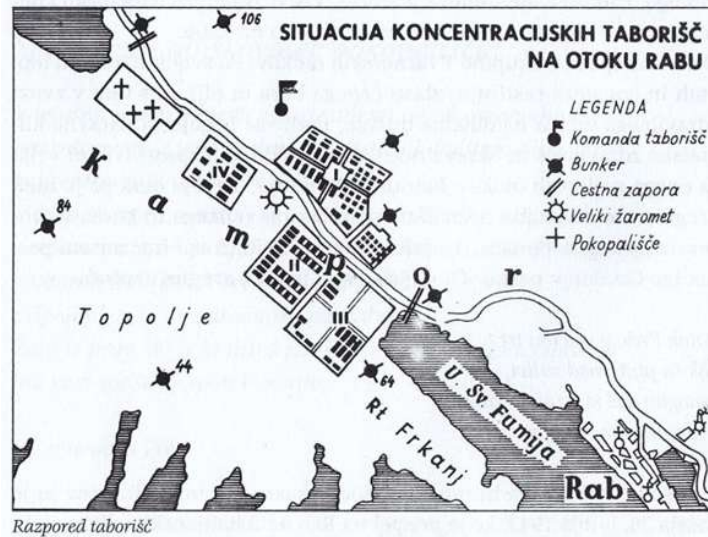 106
SITUACIJA KONCENTRACIJSKIH TABORIŠČ
NA OTOKU RABU
LEGENDA
Komanda taborišč
Bunker
Cestna zapora
Veliki žaromet
Pokopališče
k a m p o r
IV
I
II
III
84
Topolje
44
64
U. Sv. Fumija
Rt Frkanj
Rab
Razpored taborišč